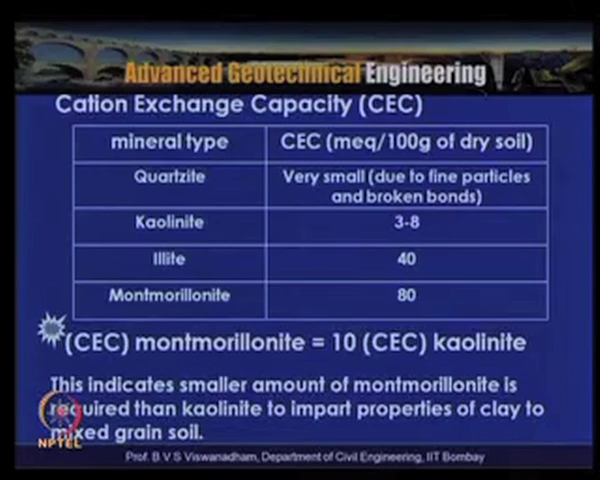 Advanced Geotechnical Engineering
Cation Exchange Capacity (CEC)
mineral type
CEC (meq/100g of dry soil)
Quartzite
Very small (due to fine particles
and broken bonds)
Kaolinite
3-8
Illite
40
Montmorillonite
80
(CEC) montmorillonite = 10 (CEC) kaolinite
This indicates smaller amount of montmorillonite is
required than kaolinite to impart properties of clay to
mixed grain soil.
NPTEL
Prof. B V S Viswanadham, Department of Civil Engineering, IIT Bombay